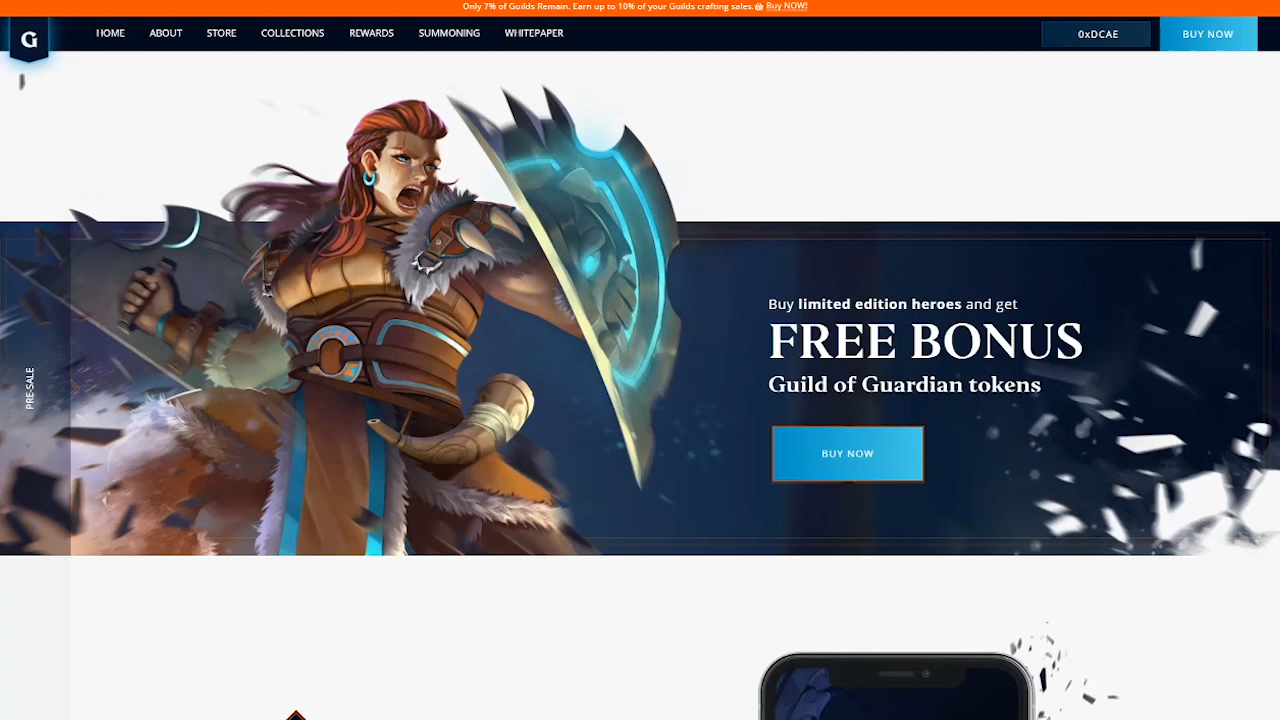 Only 7% of Guilds Remain. Earn up to 10% of your Guilds crafting sales. Buy NOW!
G
HOME ABOUT STORE COLLECTIONS REWARDS SUMMONING WHITEPAPER 0xDCAE BUY NOW
Buy limited edition heroes and get
FREE BONUS
Guild of Guardian tokens
BUY NOW
PRE-SALE